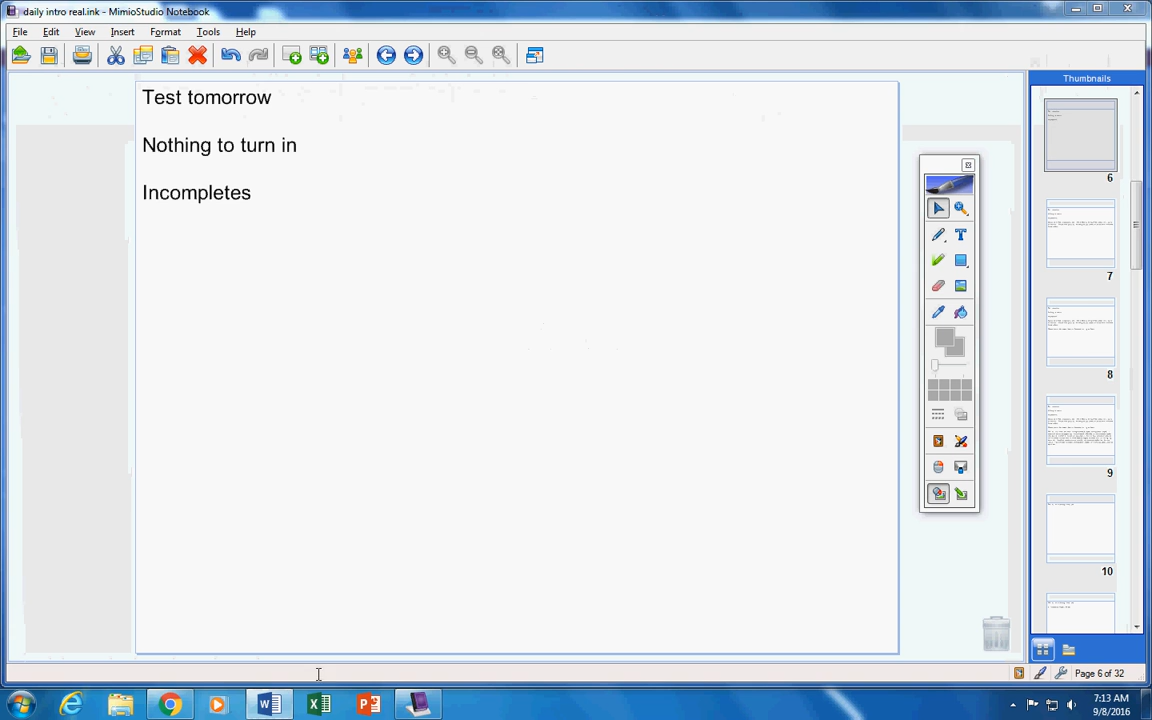 daily intro real.ink - MimioStudio Notebook
File Edit View Insert Format Tools Help
Test tomorrow
Nothing to turn in
Incompletes
Thumbnails
6
7
8
9
10
Page 6 of 32
7:13 AM
9/8/2016